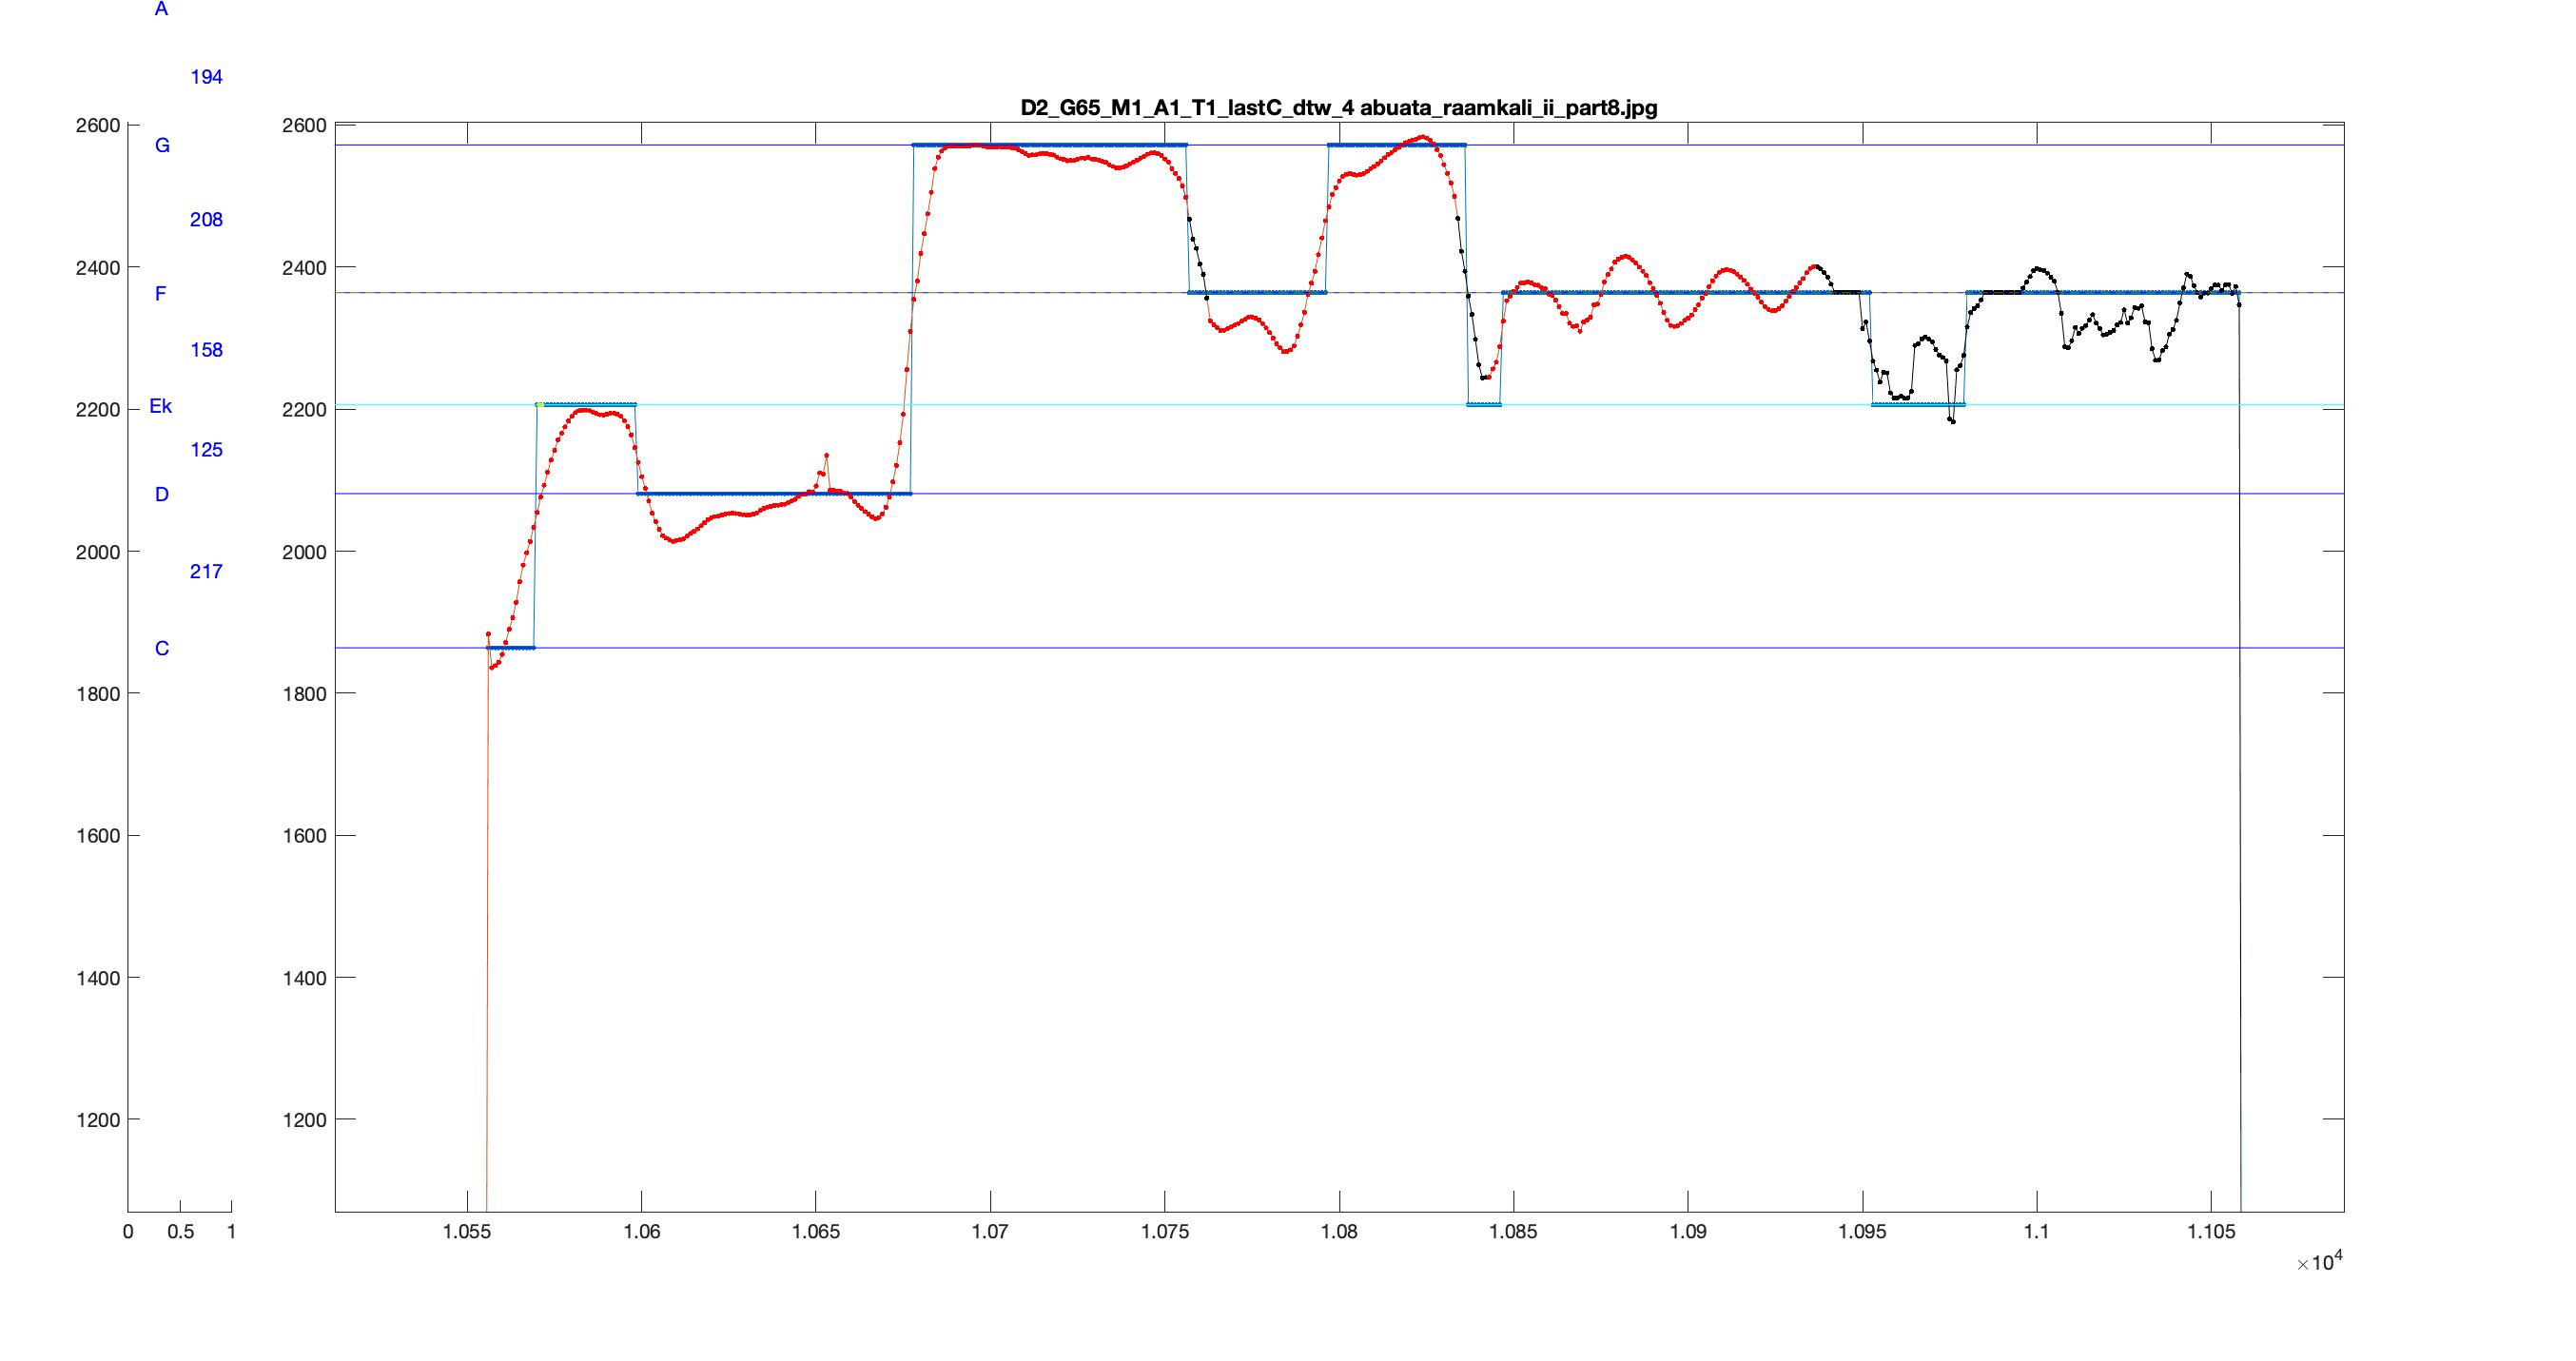 A
194
D2_G65_M1_A1_T1_lastC_dtw_4 abuata_raamkali_ii_part8.jpg
2600 G 2600
208
2400 F 2400
158
2200 Ek 2200
125
D
2000 2000
217
C
1800 1800
1600 1600
1400 1400
1200 1200
0 0.5 1 1.055 1.06 1.065 1.07 1.075 1.08 1.085 1.09 1.095 1.1 1.105
×10⁴